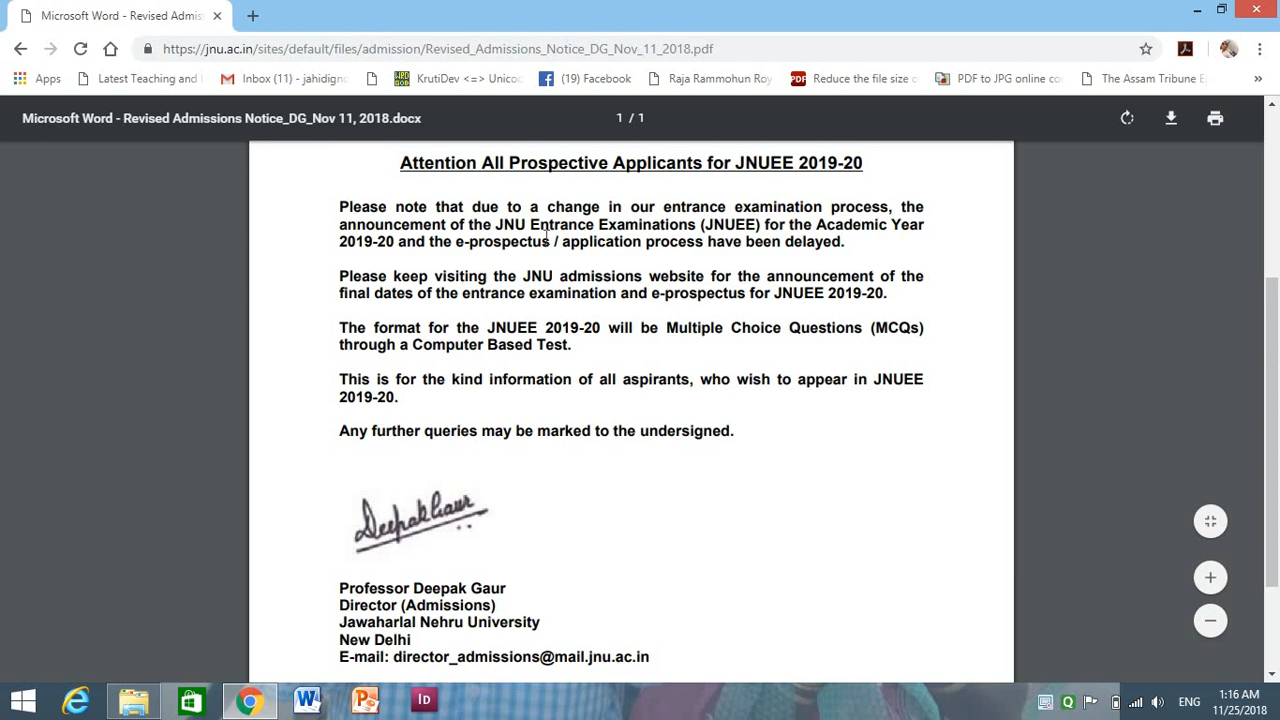 Microsoft Word - Revised Admis
https://jnu.ac.in/sites/default/files/admission/Revised_Admissions_Notice_DG_Nov_11_2018.pdf
Apps Latest Teaching and Inbox (11) - jahidign KrutiDev <=> Unico (19) Facebook Raja Rammohun Roy PDF Reduce the file size o PDF to JPG online co The Assam Tribune E »
Microsoft Word - Revised Admissions Notice_DG_Nov 11, 2018.docx 1 / 1
Attention All Prospective Applicants for JNUEE 2019-20
Please note that due to a change in our entrance examination process, the
announcement of the JNU Entrance Examinations (JNUEE) for the Academic Year
2019-20 and the e-prospectus / application process have been delayed.
Please keep visiting the JNU admissions website for the announcement of the
final dates of the entrance examination and e-prospectus for JNUEE 2019-20.
The format for the JNUEE 2019-20 will be Multiple Choice Questions (MCQs)
through a Computer Based Test.
This is for the kind information of all aspirants, who wish to appear in JNUEE
2019-20.
Any further queries may be marked to the undersigned.
Deepak Gaur
Professor Deepak Gaur
Director (Admissions)
Jawaharlal Nehru University
New Delhi
E-mail: director_admissions@mail.jnu.ac.in
ENG
1:16 AM
11/25/2018